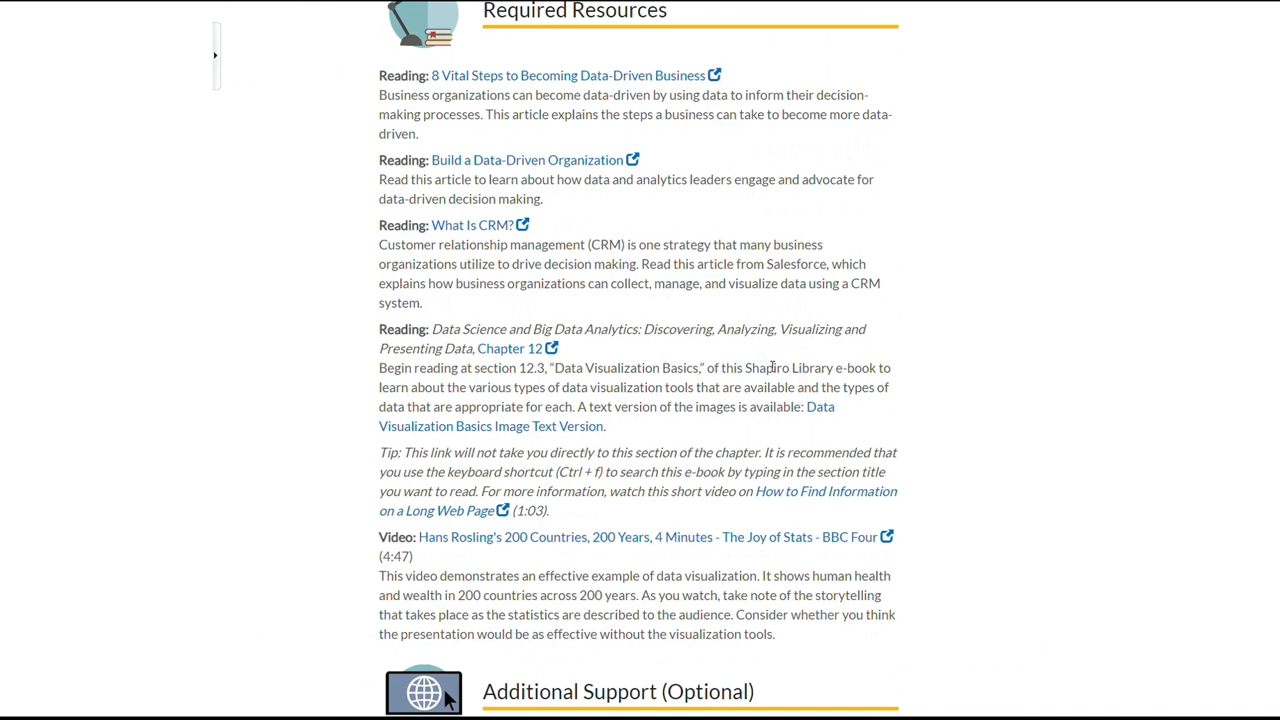 Required Resources
Reading: 8 Vital Steps to Becoming Data-Driven Business
Business organizations can become data-driven by using data to inform their decision-
making processes. This article explains the steps a business can take to become more data-
driven.
Reading: Build a Data-Driven Organization
Read this article to learn about how data and analytics leaders engage and advocate for
data-driven decision making.
Reading: What Is CRM?
Customer relationship management (CRM) is one strategy that many business
organizations utilize to drive decision making. Read this article from Salesforce, which
explains how business organizations can collect, manage, and visualize data using a CRM
system.
Reading: Data Science and Big Data Analytics: Discovering, Analyzing, Visualizing and
Presenting Data, Chapter 12
Begin reading at section 12.3, “Data Visualization Basics,” of this Shapiro Library e-book to
learn about the various types of data visualization tools that are available and the types of
data that are appropriate for each. A text version of the images is available: Data
Visualization Basics Image Text Version.
Tip: This link will not take you directly to this section of the chapter. It is recommended that
you use the keyboard shortcut (Ctrl + f) to search this e-book by typing in the section title
you want to read. For more information, watch this short video on How to Find Information
on a Long Web Page (1:03).
Video: Hans Rosling's 200 Countries, 200 Years, 4 Minutes - The Joy of Stats - BBC Four
(4:47)
This video demonstrates an effective example of data visualization. It shows human health
and wealth in 200 countries across 200 years. As you watch, take note of the storytelling
that takes place as the statistics are described to the audience. Consider whether you think
the presentation would be as effective without the visualization tools.
Additional Support (Optional)